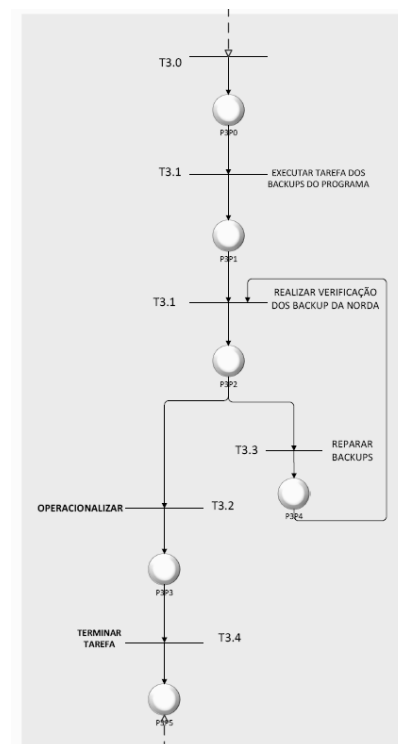 T3.0
P3P0
T3.1
EXECUTAR TAREFA DOS
BACKUPS DO PROGRAMA
P3P1
T3.1
REALIZAR VERIFICAÇÃO
DOS BACKUP DA NORDA
P3P2
T3.3
REPARAR
BACKUPS
P3P4
OPERACIONALIZAR
T3.2
P3P3
TERMINAR
TAREFA
T3.4
P3P5